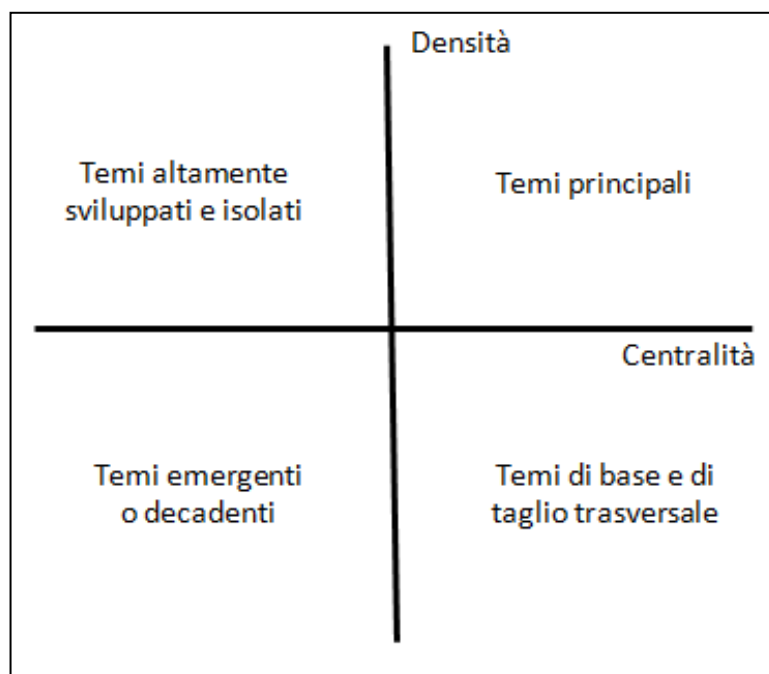 Densità
Temi altamente
sviluppati e isolati
Temi principali
Centralità
Temi emergenti
o decadenti
Temi di base e di
taglio trasversale